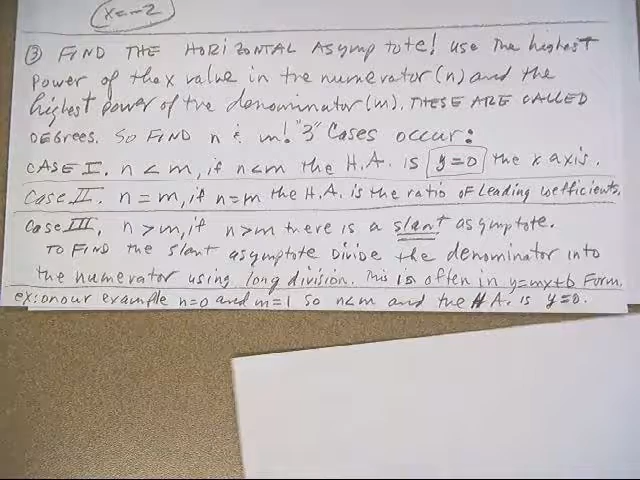 x=-2
③ FIND THE HORIZONTAL Asymptote! use the highest
Power of the x value in the numerator (n) and the
highest power of the denominator (m). THESE ARE CALLED
DEgrees. SO FIND n & m! "3" Cases occur:
CASE I. n < m, if n<m the H.A. is y=0 the x axis.
Case II. n = m, if n=m the H.A. is the ratio of Leading coefficients.
Case III. n > m, if n>m there is a slant asymptote.
TO FIND the slant asymptote Divide the denominator into
the numerator using long division. This is often in y=mx+b Form.
ex: on our example n=0 and m=1 so n<m and the H.A. is y=0.